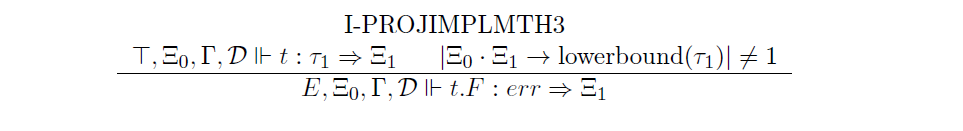 I-PROJIMPLMTH3
⊤, Ξ₀, Γ, 𝒟 ⊩ t : τ₁ ⇒ Ξ₁ |Ξ₀ · Ξ₁ → lowerbound(τ₁)| ≠ 1
E, Ξ₀, Γ, 𝒟 ⊩ t.F : err ⇒ Ξ₁